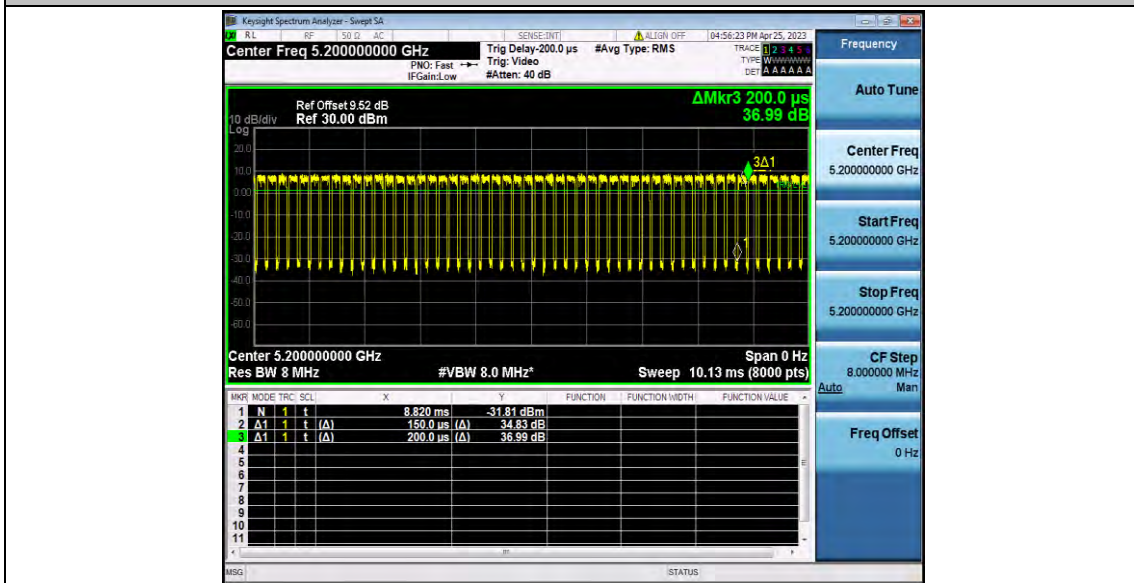 Keysight Spectrum Analyzer - Swept SA
RL RF 50 Ω AC SENSE:INT ALIGN OFF 04:56:23 PM Apr 25, 2023
Center Freq 5.200000000 GHz
PNO: Fast
IFGain:Low
Trig Delay-200.0 µs
Trig: Video
#Atten: 40 dB
#Avg Type: RMS
TRACE 1 2 3 4 5 6
TYPE WWWWWW
DET A A A A A A
Ref Offset 9.52 dB
Ref 30.00 dBm
10 dB/div
Log
ΔMkr3 200.0 µs
36.99 dB
20.0
10.0
0.00
-10.0
-20.0
-30.0
-40.0
-50.0
-60.0
3Δ1
1
Center 5.200000000 GHz
Span 0 Hz
Res BW 8 MHz
#VBW 8.0 MHz*
Sweep 10.13 ms (8000 pts)
MKR MODE TRC SCL X Y FUNCTION FUNCTION WIDTH FUNCTION VALUE
1 N 1 t 8.820 ms -31.81 dBm
2 Δ1 1 t (Δ) 150.0 µs (Δ) 34.83 dB
3 Δ1 1 t (Δ) 200.0 µs (Δ) 36.99 dB
4
5
6
7
8
9
10
11
MSG
STATUS
Frequency
Auto Tune
Center Freq
5.200000000 GHz
Start Freq
5.200000000 GHz
Stop Freq
5.200000000 GHz
CF Step
8.000000 MHz
Auto Man
Freq Offset
0 Hz